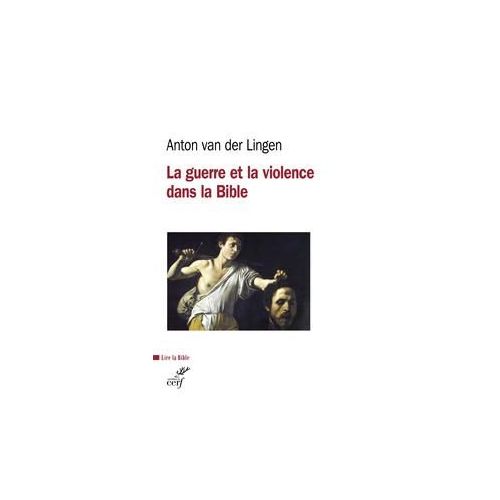 Anton van der Lingen
La guerre et la violence
dans la Bible
Lire la Bible
cerf